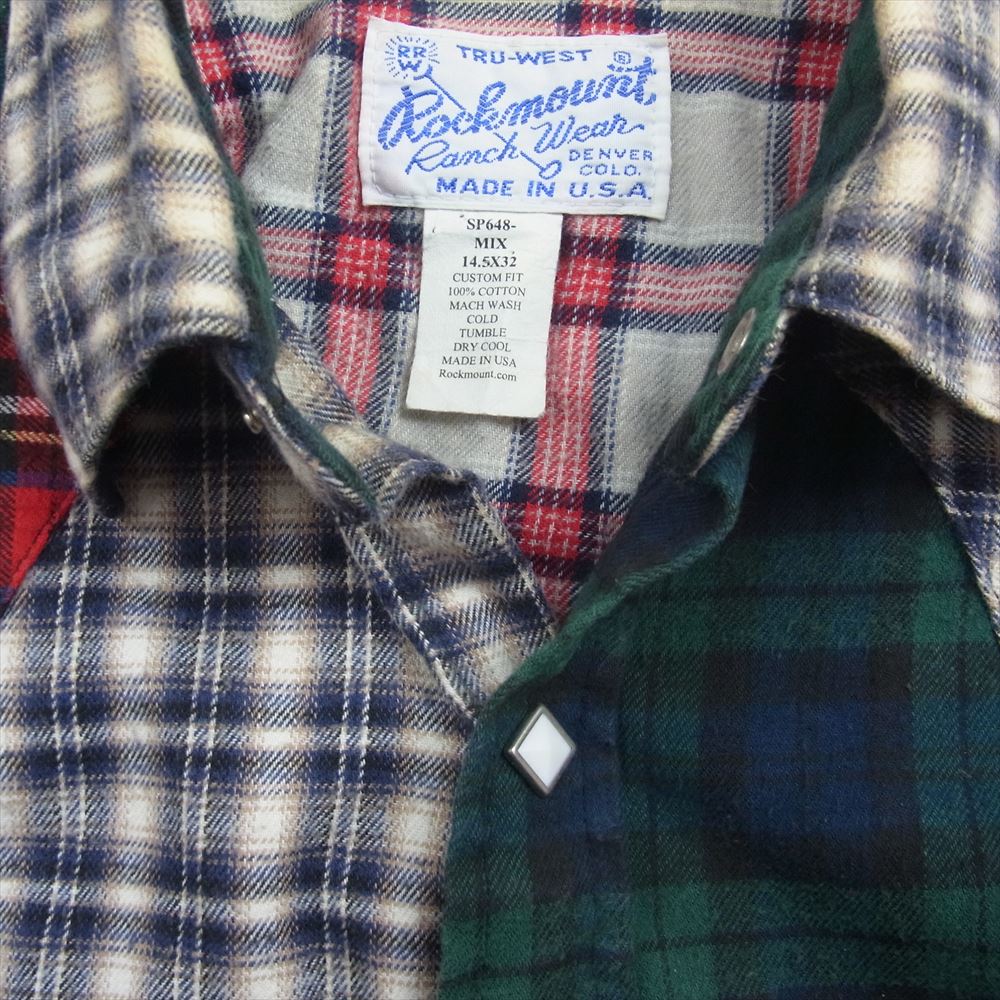 RR
W
TRU-WEST ®
Rockmount
Ranch Wear
DENVER
COLO.
MADE IN U.S.A.
SP648-
MIX
14.5X32
CUSTOM FIT
100% COTTON
MACH WASH
COLD
TUMBLE
DRY COOL
MADE IN USA
Rockmount.com